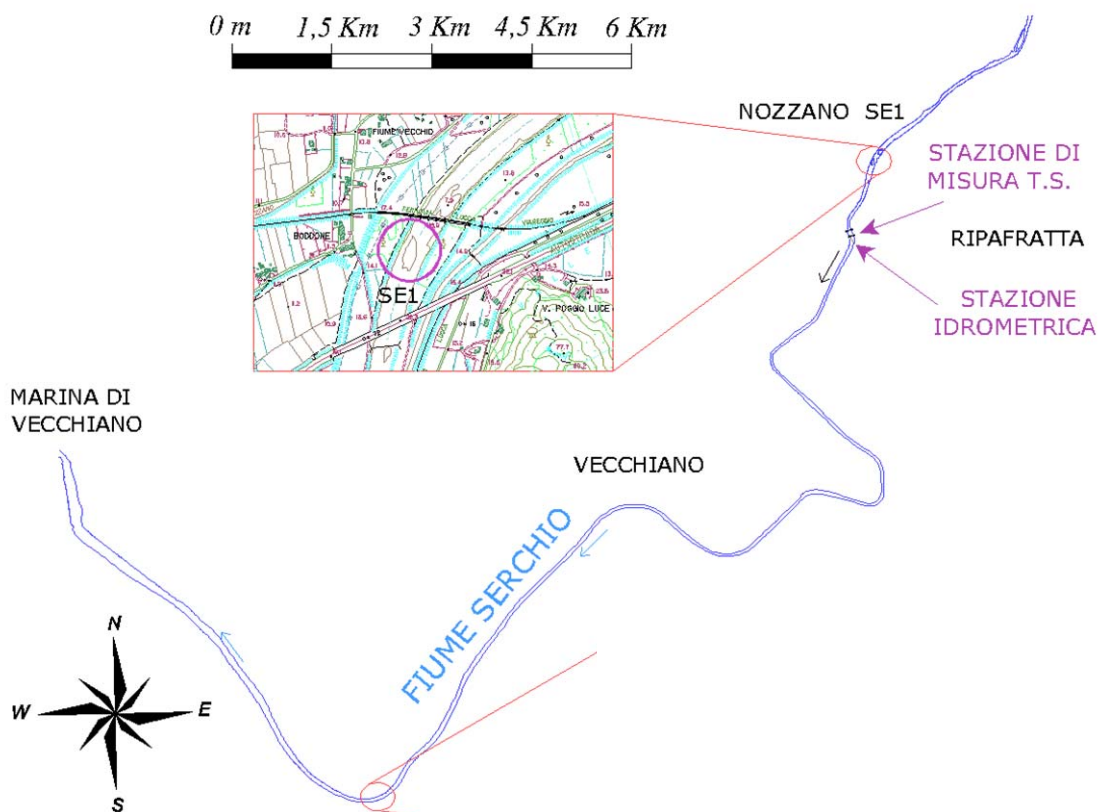 0 m 1,5 Km 3 Km 4,5 Km 6 Km
NOZZANO SE1
STAZIONE DI
MISURA T.S.
RIPAFRATTA
STAZIONE
IDROMETRICA
FIUME VECCHIO
BODDONE
SE1
V. POGGIO LUCE
MARINA DI
VECCHIANO
VECCHIANO
FIUME SERCHIO
N
W E
S